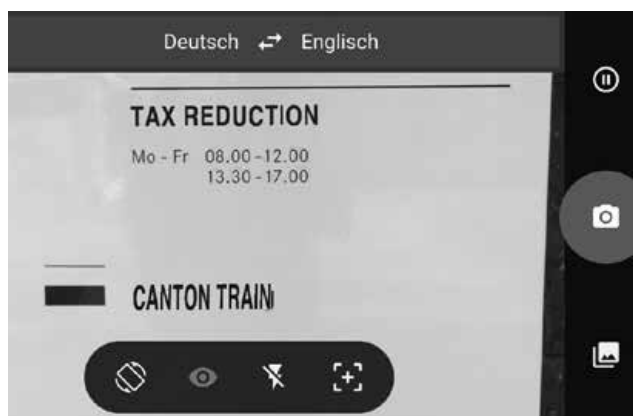 Deutsch Englisch
TAX REDUCTION
Mo - Fr 08.00 -12.00
13.30 -17.00
CANTON TRAIN